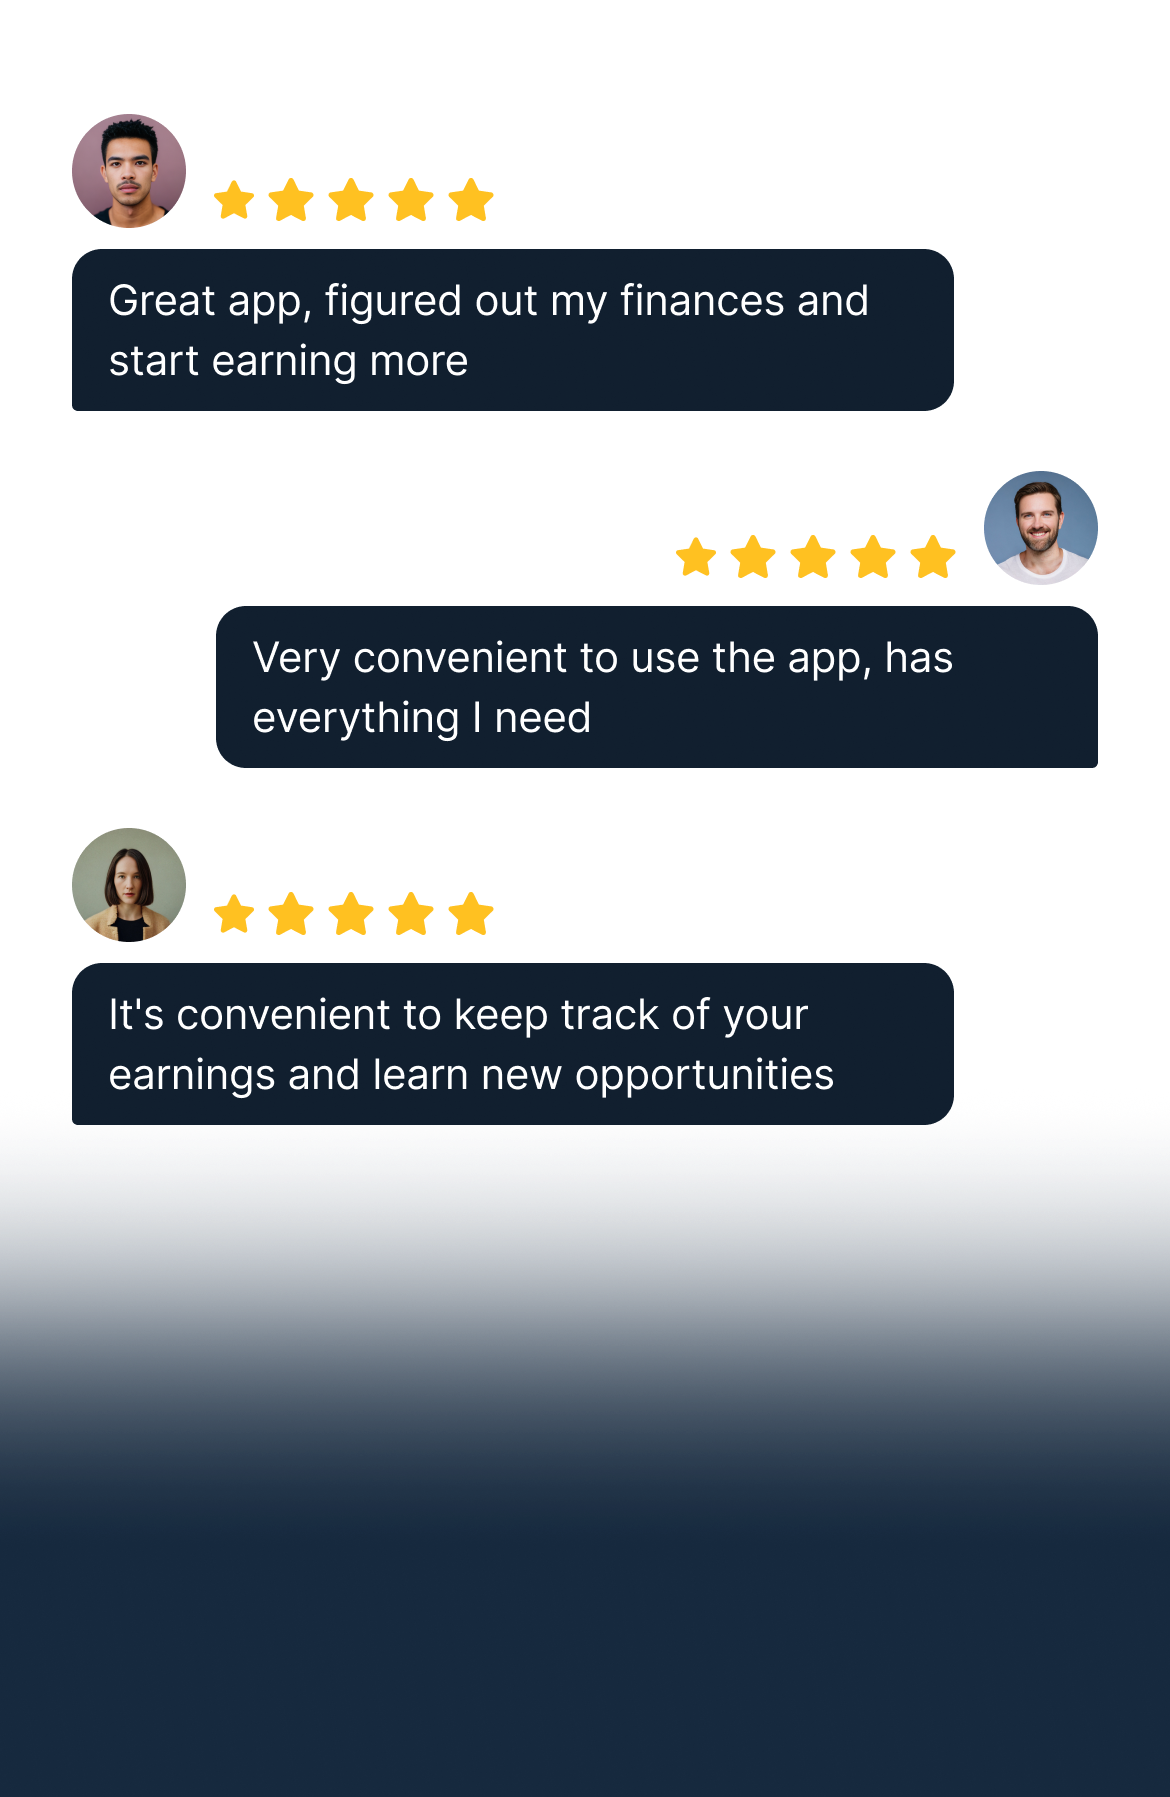 Great app, figured out my finances and
start earning more
Very convenient to use the app, has
everything I need
It's convenient to keep track of your
earnings and learn new opportunities